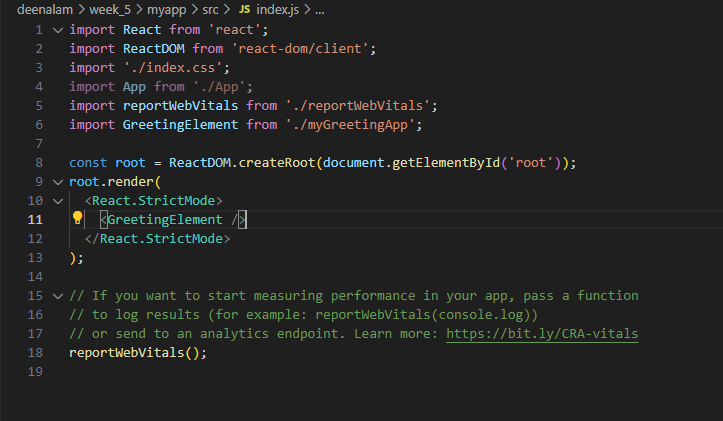 deenalam > week_5 > myapp > src > JS index.js > ...
1 import React from 'react';
2 import ReactDOM from 'react-dom/client';
3 import './index.css';
4 import App from './App';
5 import reportWebVitals from './reportWebVitals';
6 import GreetingElement from './myGreetingApp';
7
8 const root = ReactDOM.createRoot(document.getElementById('root'));
9 root.render(
10   <React.StrictMode>
11     <GreetingElement />
12   </React.StrictMode>
13 );
14
15 // If you want to start measuring performance in your app, pass a function
16 // to log results (for example: reportWebVitals(console.log))
17 // or send to an analytics endpoint. Learn more: https://bit.ly/CRA-vitals
18 reportWebVitals();
19